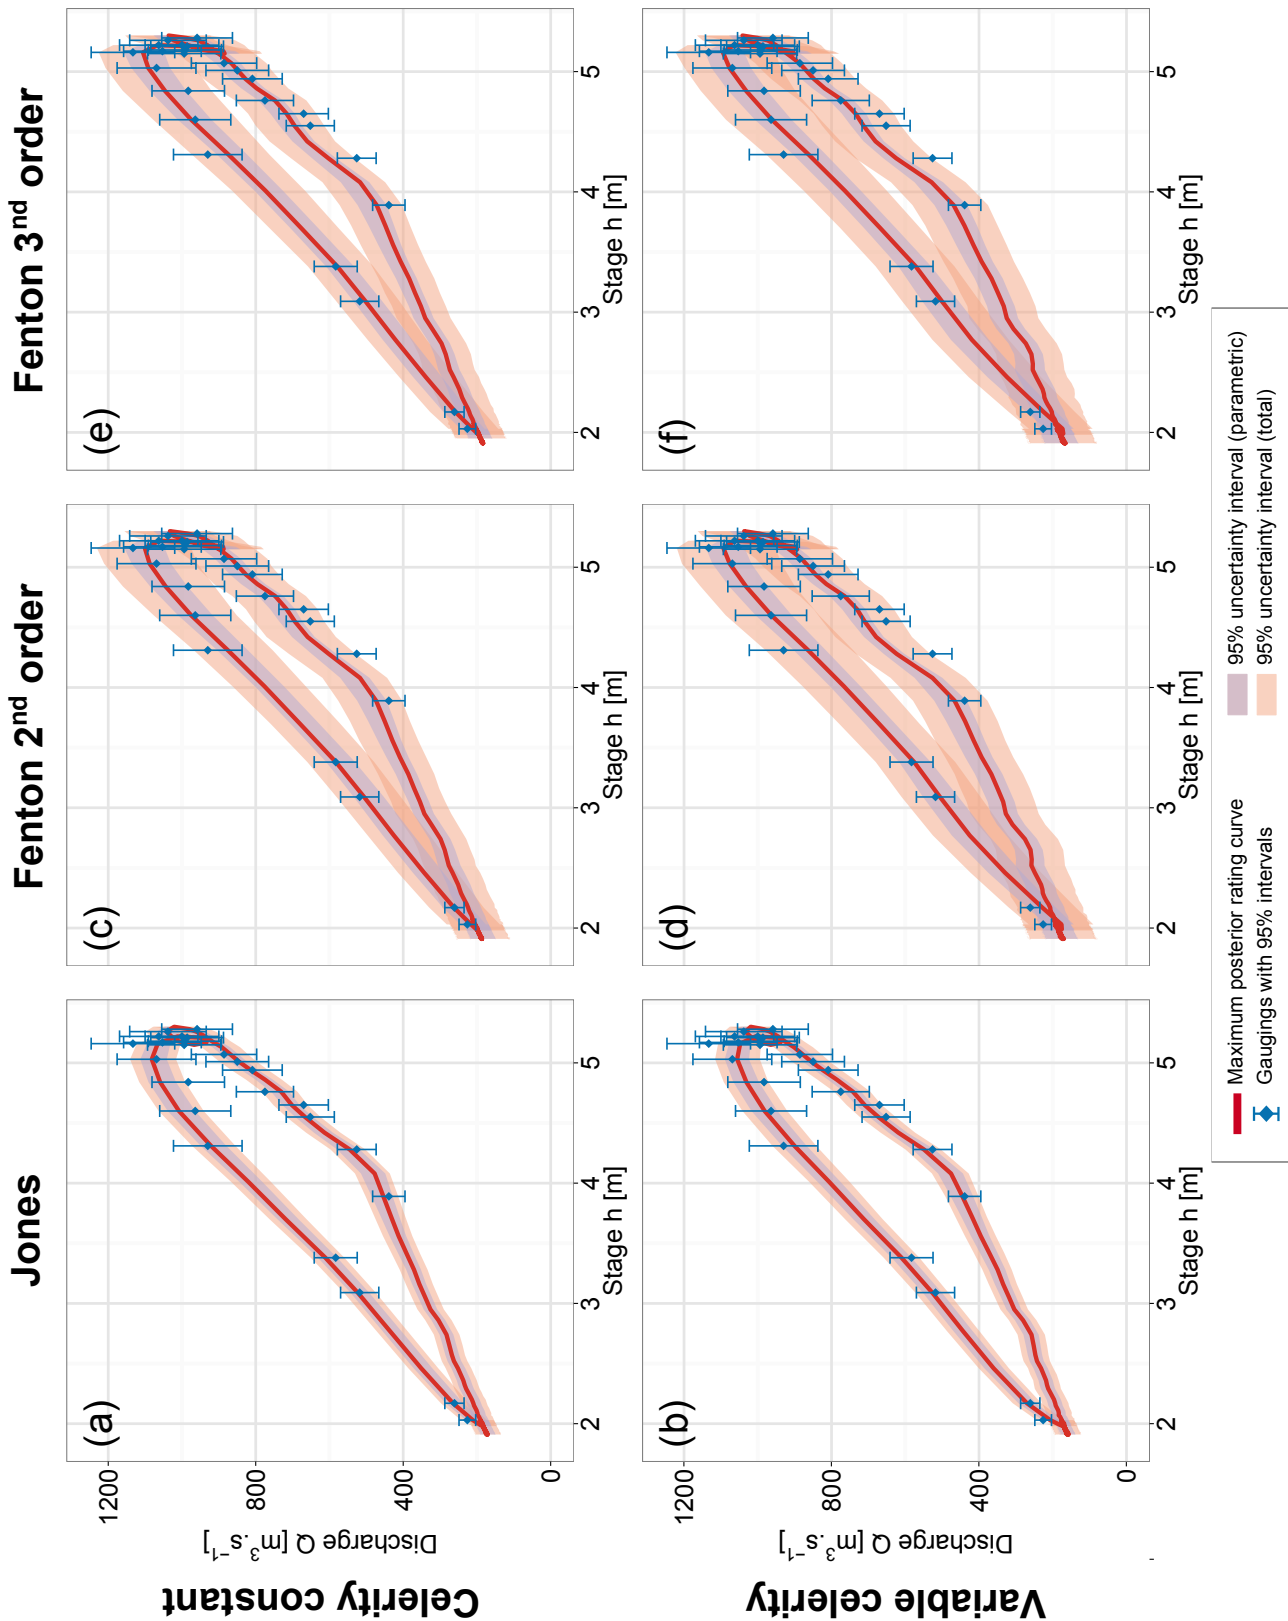 Jones
Fenton 2nd order
Fenton 3nd order
Celerity constant
Discharge Q [m3.s−1]
1200
800
400
0
(a)
2
3
4
5
Stage h [m]
(c)
2
3
4
5
Stage h [m]
(e)
2
3
4
5
Stage h [m]
Variable celerity
Discharge Q [m3.s−1]
1200
800
400
0
(b)
2
3
4
5
Stage h [m]
(d)
2
3
4
5
Stage h [m]
(f)
2
3
4
5
Stage h [m]
Maximum posterior rating curve
Gaugings with 95% intervals
95% uncertainty interval (parametric)
95% uncertainty interval (total)